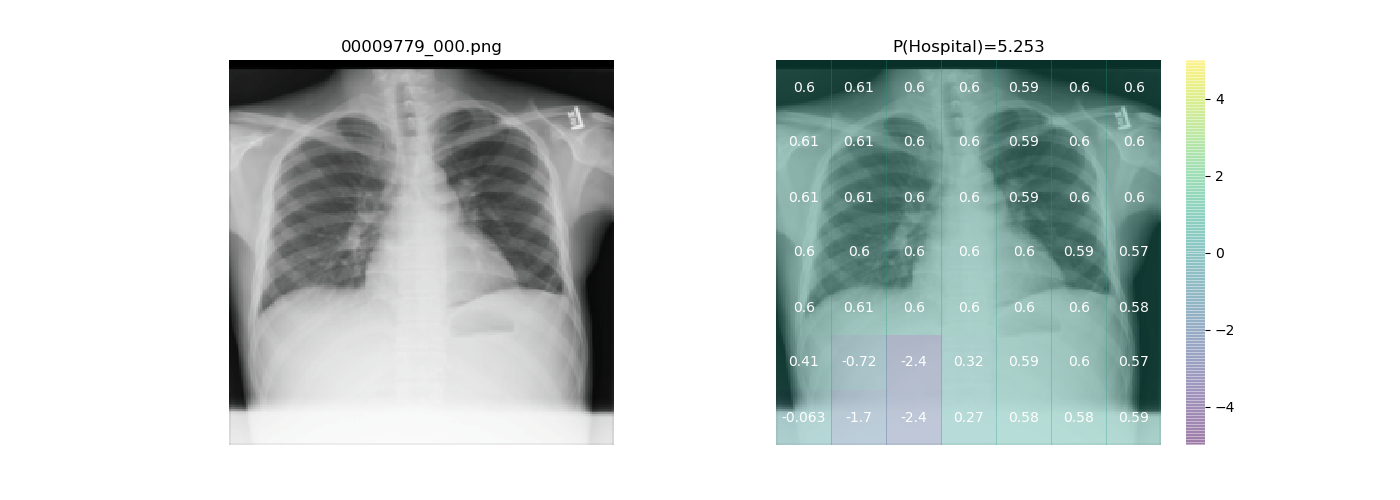 00009779_000.png
P(Hospital)=5.253
0.6 0.61 0.6 0.6 0.59 0.6 0.6
0.61 0.61 0.6 0.6 0.59 0.6 0.6
0.61 0.61 0.6 0.6 0.59 0.6 0.6
0.6 0.6 0.6 0.6 0.6 0.59 0.57
0.6 0.61 0.6 0.6 0.6 0.6 0.58
0.41 -0.72 -2.4 0.32 0.59 0.6 0.57
-0.063 -1.7 -2.4 0.27 0.58 0.58 0.59
4
2
0
−2
−4